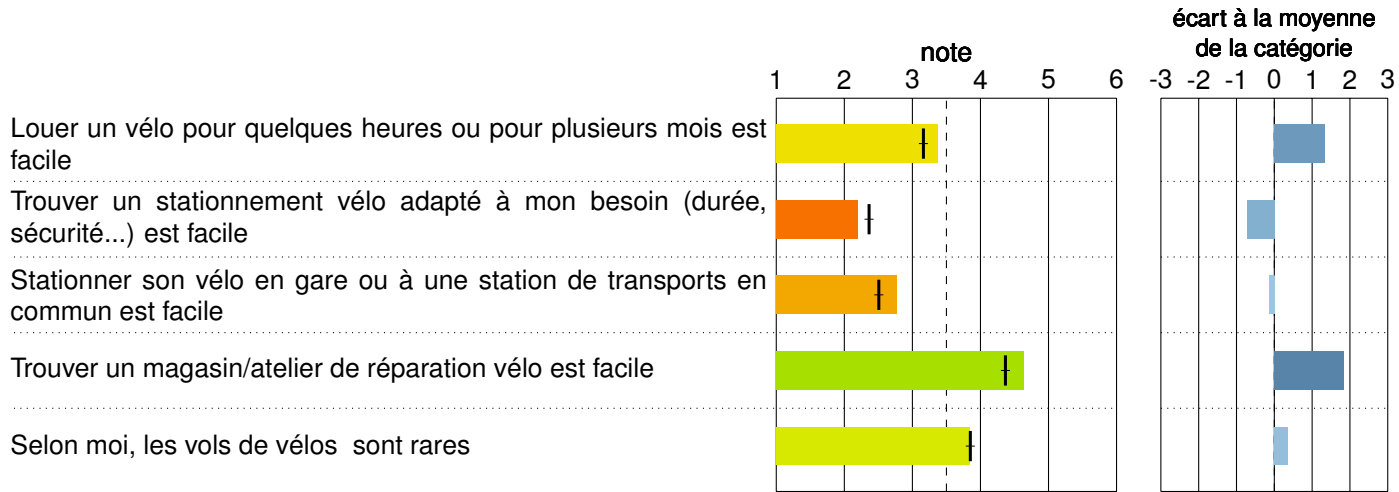 écart à la moyenne
note de la catégorie
1 2 3 4 5 6 -3 -2 -1 0 1 2 3
Louer un vélo pour quelques heures ou pour plusieurs mois est
facile
Trouver un stationnement vélo adapté à mon besoin (durée,
sécurité...) est facile
Stationner son vélo en gare ou à une station de transports en
commun est facile
Trouver un magasin/atelier de réparation vélo est facile
Selon moi, les vols de vélos sont rares